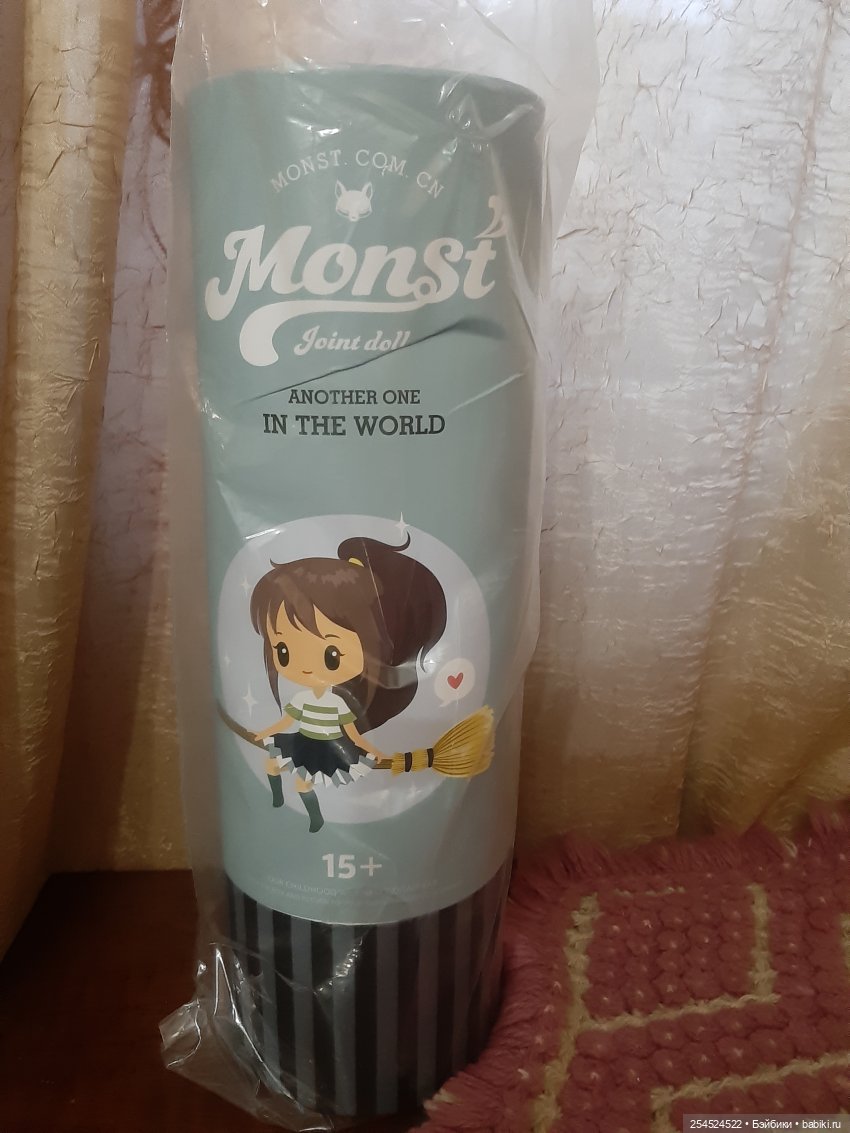 MONST. COM. CN
Monst
Joint doll
ANOTHER ONE
IN THE WORLD
15+
254524522 • Бэйбики • babiki.ru